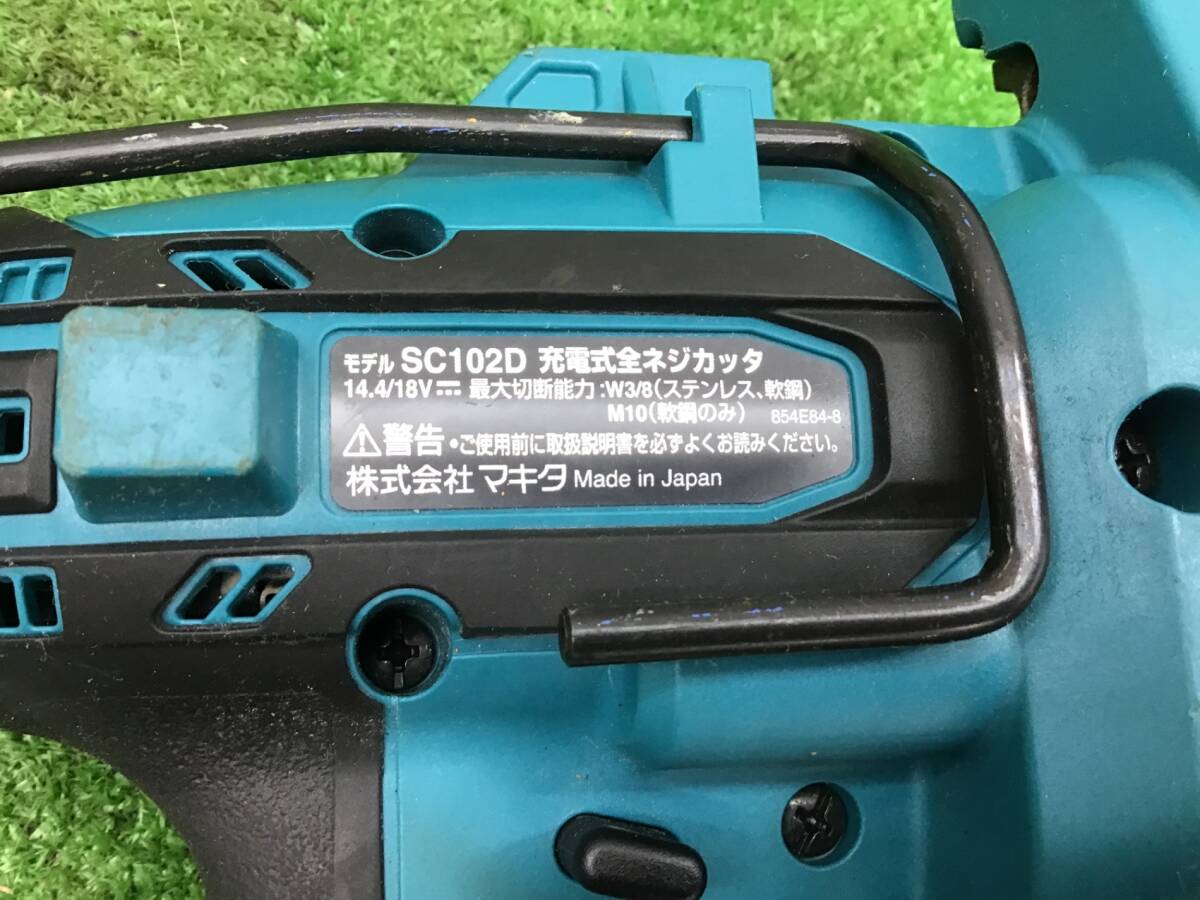 モデル SC102D 充電式全ネジカッタ
14.4/18V⎓ 最大切断能力:W3/8(ステンレス、軟鋼)
M10(軟鋼のみ) 854E84-8
⚠警告・ご使用前に取扱説明書を必ずよくお読みください。
株式会社マキタ Made in Japan